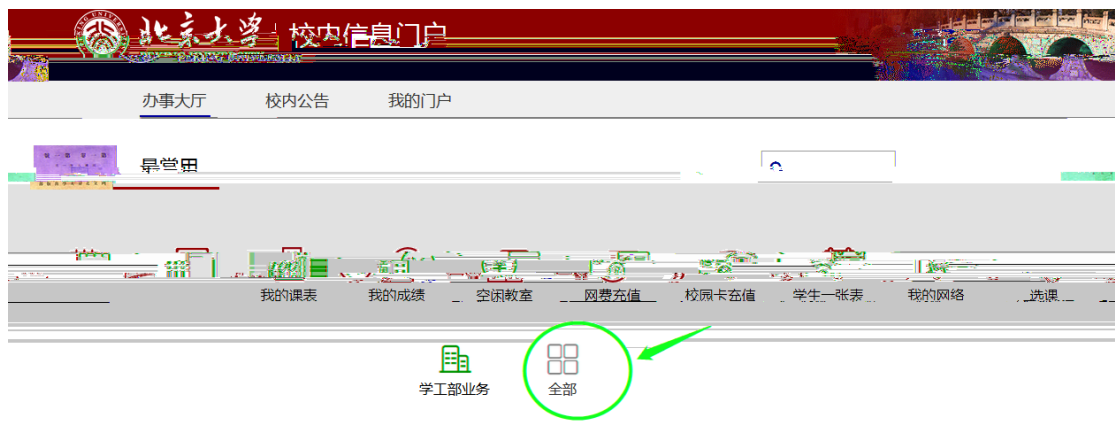 北京大学 校内信息门户
办事大厅 校内公告 我的门户
最常用
我的课表 我的成绩 空闲教室 网费充值 校园卡充值 学生一张表 我的网络 选课
学工部业务 全部